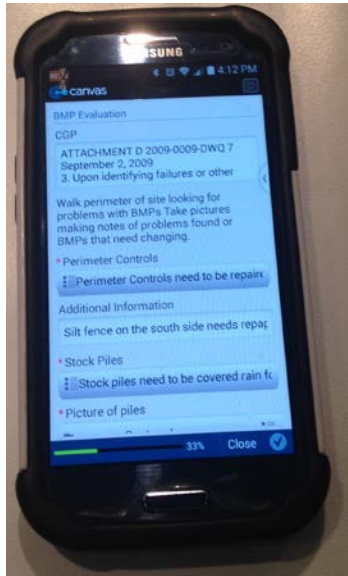 SAMSUNG
4:12 PM
canvas
BMP Evaluation
CGP
ATTACHMENT D 2009-0009-DWQ 7
September 2, 2009
3. Upon identifying failures or other
Walk perimeter of site looking for
problems with BMPs Take pictures
making notes of problems found or
BMPs that need changing.
*Perimeter Controls
Perimeter Controls need to be repaire
Additional Information
Silt fence on the south side needs repap
*Stock Piles
Stock piles need to be covered rain fo
*Picture of piles
33% Close